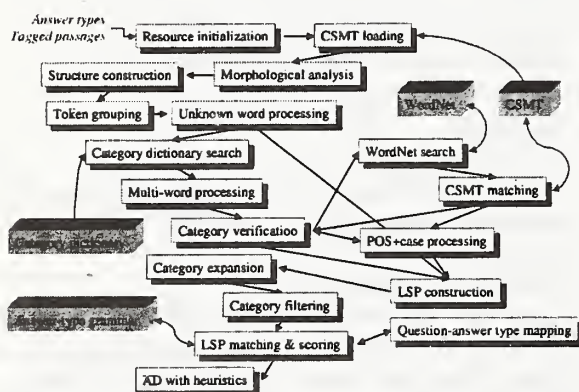 Answer types
Tagged passages
Resource initialization
CSMT loading
Structure construction
Morphological analysis
WordNet
CSMT
Token grouping
Unknown word processing
Category dictionary search
WordNet search
Multi-word processing
CSMT matching
Category verification
POS+case processing
Category expansion
LSP construction
Category filtering
LSP matching & scoring
Question-answer type mapping
AD with heuristics